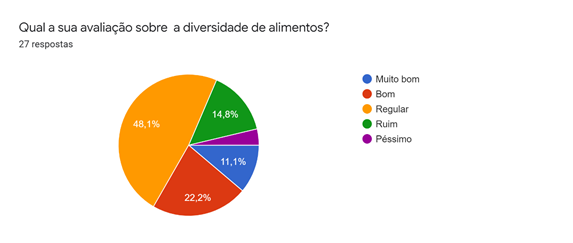 Qual a sua avaliação sobre  a diversidade de alimentos?
27 respostas
48,1%
14,8%
11,1%
22,2%
Muito bom
Bom
Regular
Ruim
Péssimo